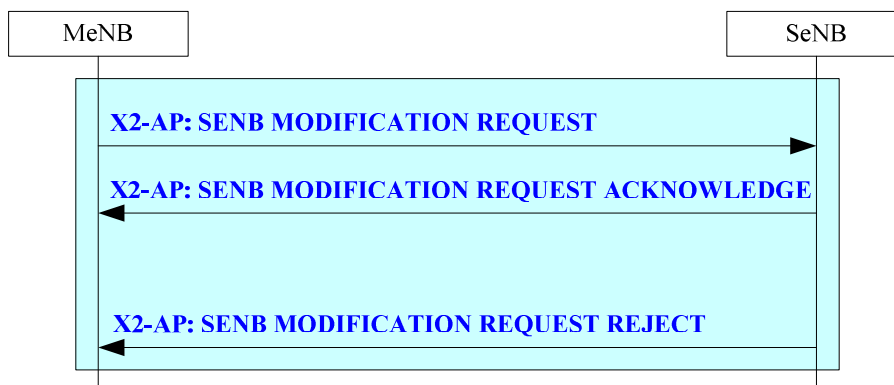 MeNB
SeNB
X2-AP: SENB MODIFICATION REQUEST
X2-AP: SENB MODIFICATION REQUEST ACKNOWLEDGE
X2-AP: SENB MODIFICATION REQUEST REJECT